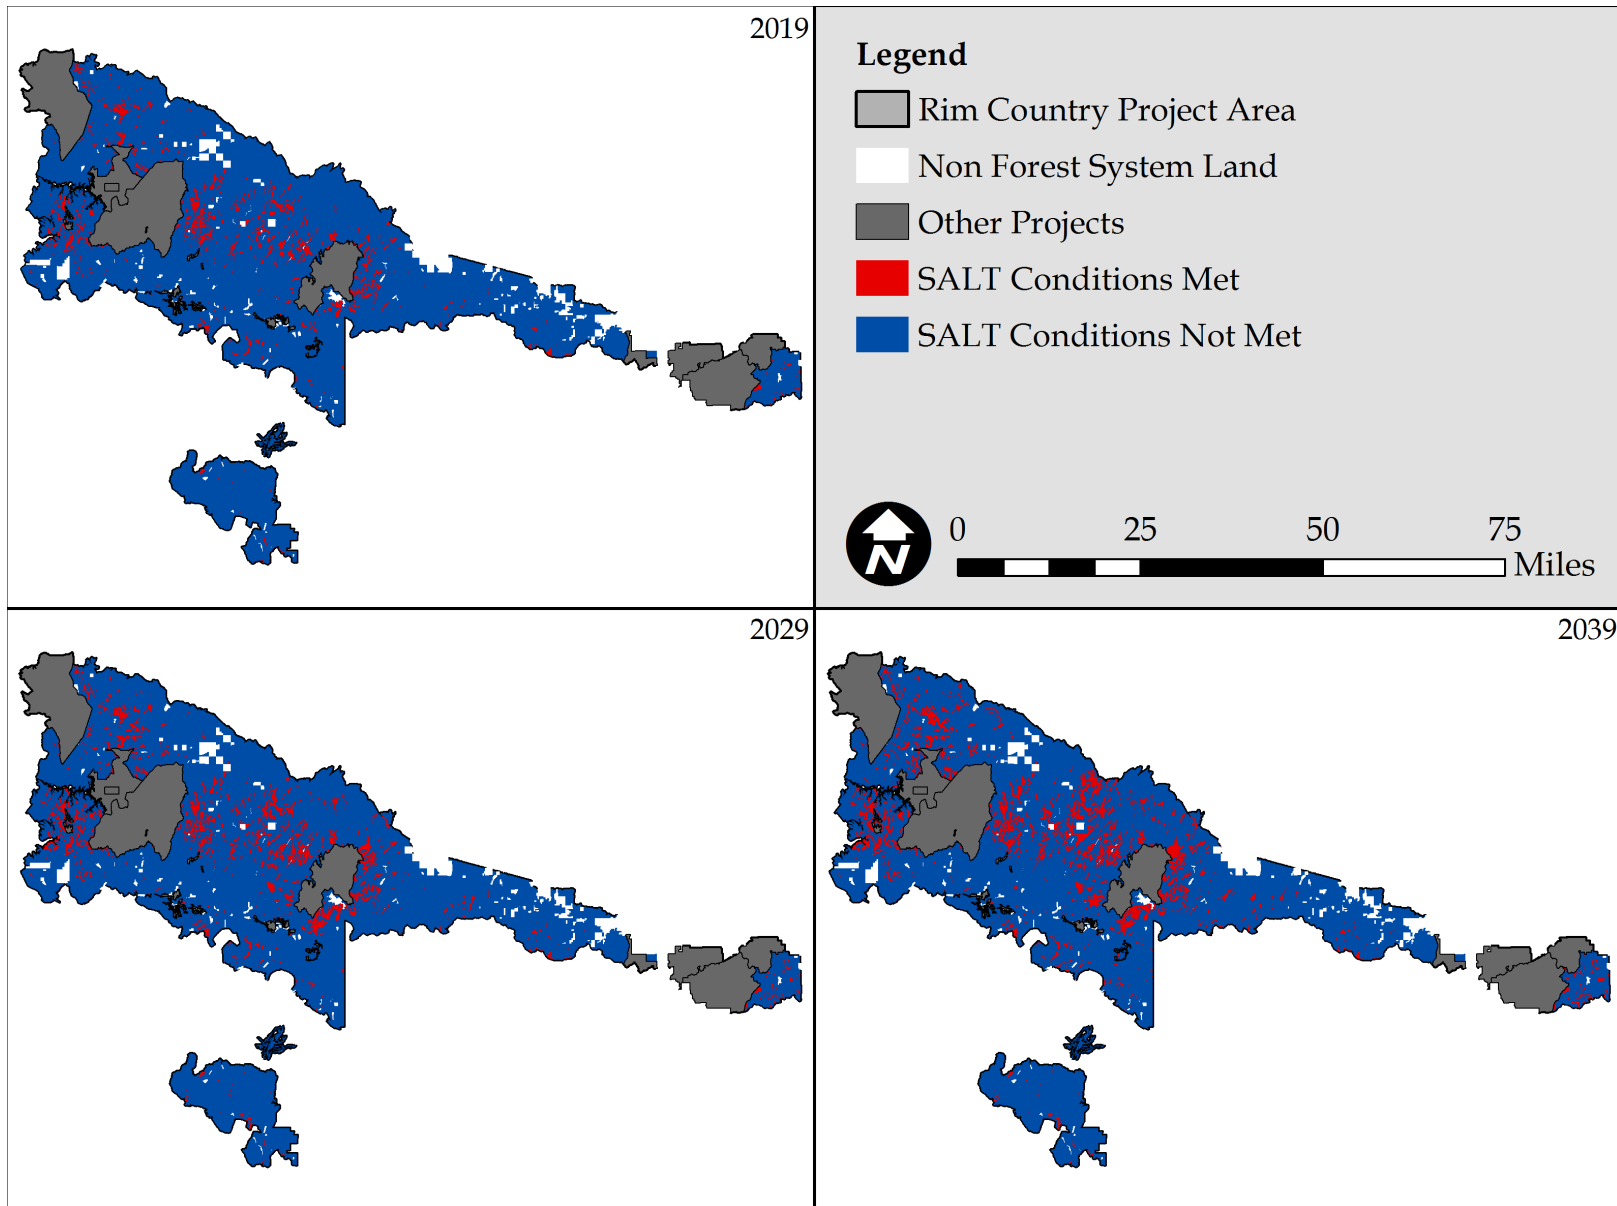 2019
Legend
Rim Country Project Area
Non Forest System Land
Other Projects
SALT Conditions Met
SALT Conditions Not Met
N
0 25 50 75
Miles
2029
2039